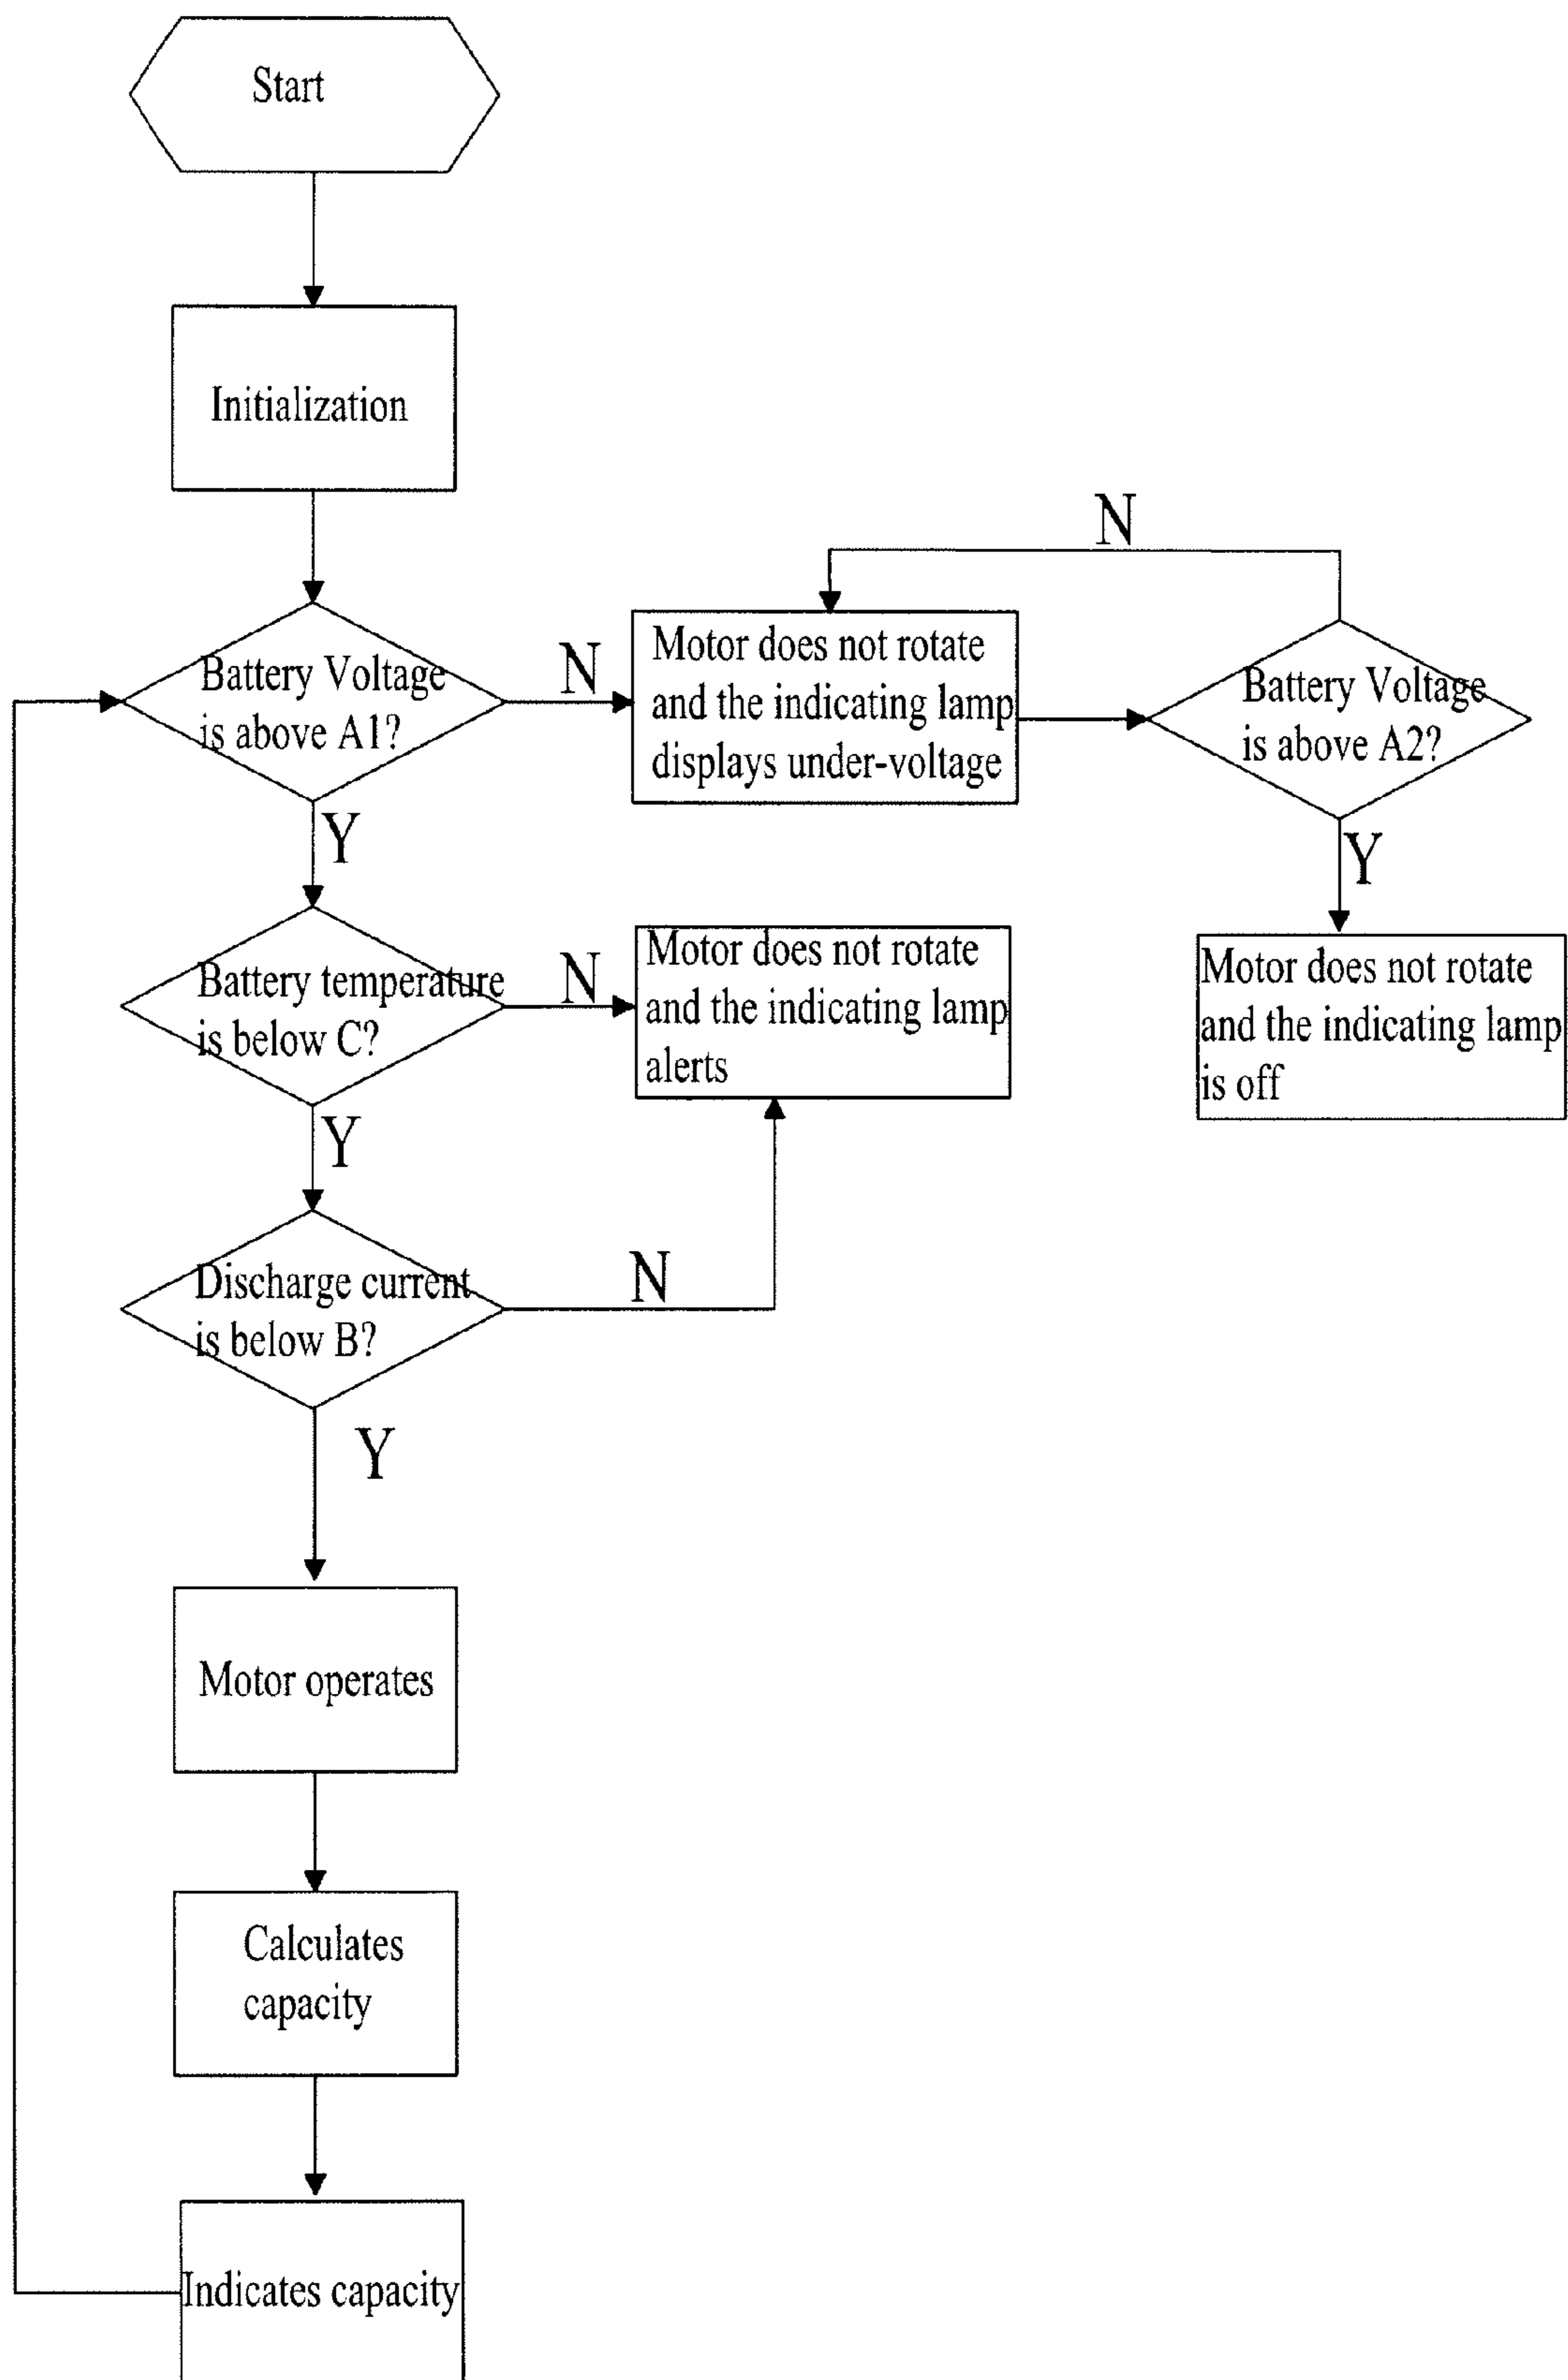 Start
Initialization
N
Battery Voltage
is above A1?
N
Motor does not rotate
and the indicating lamp
displays under-voltage
Battery Voltage
is above A2?
Y
Y
Battery temperature
is below C?
N
Motor does not rotate
and the indicating lamp
alerts
Motor does not rotate
and the indicating lamp
is off
Y
Discharge current
is below B?
N
Y
Motor operates
Calculates
capacity
Indicates capacity